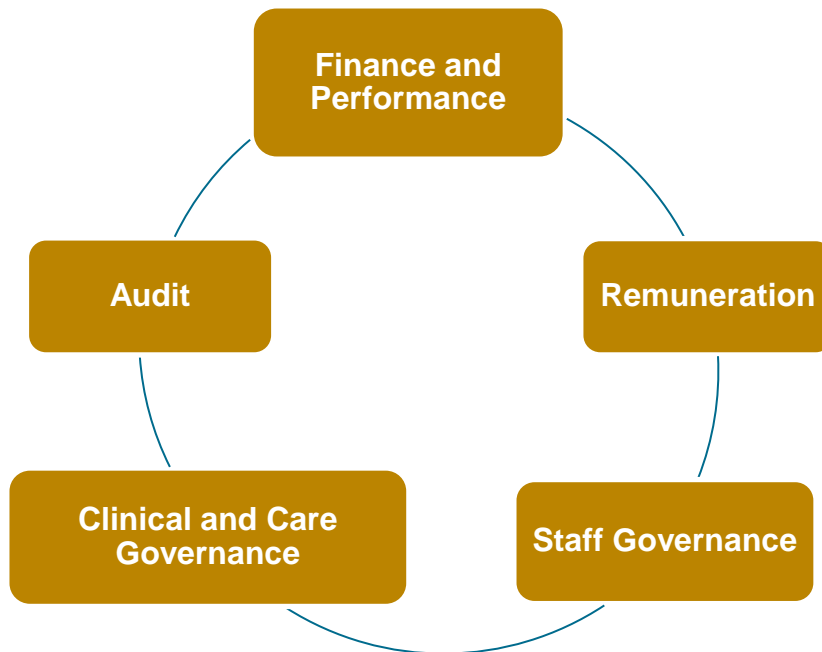 Finance and
Performance
Audit
Remuneration
Clinical and Care
Governance
Staff Governance